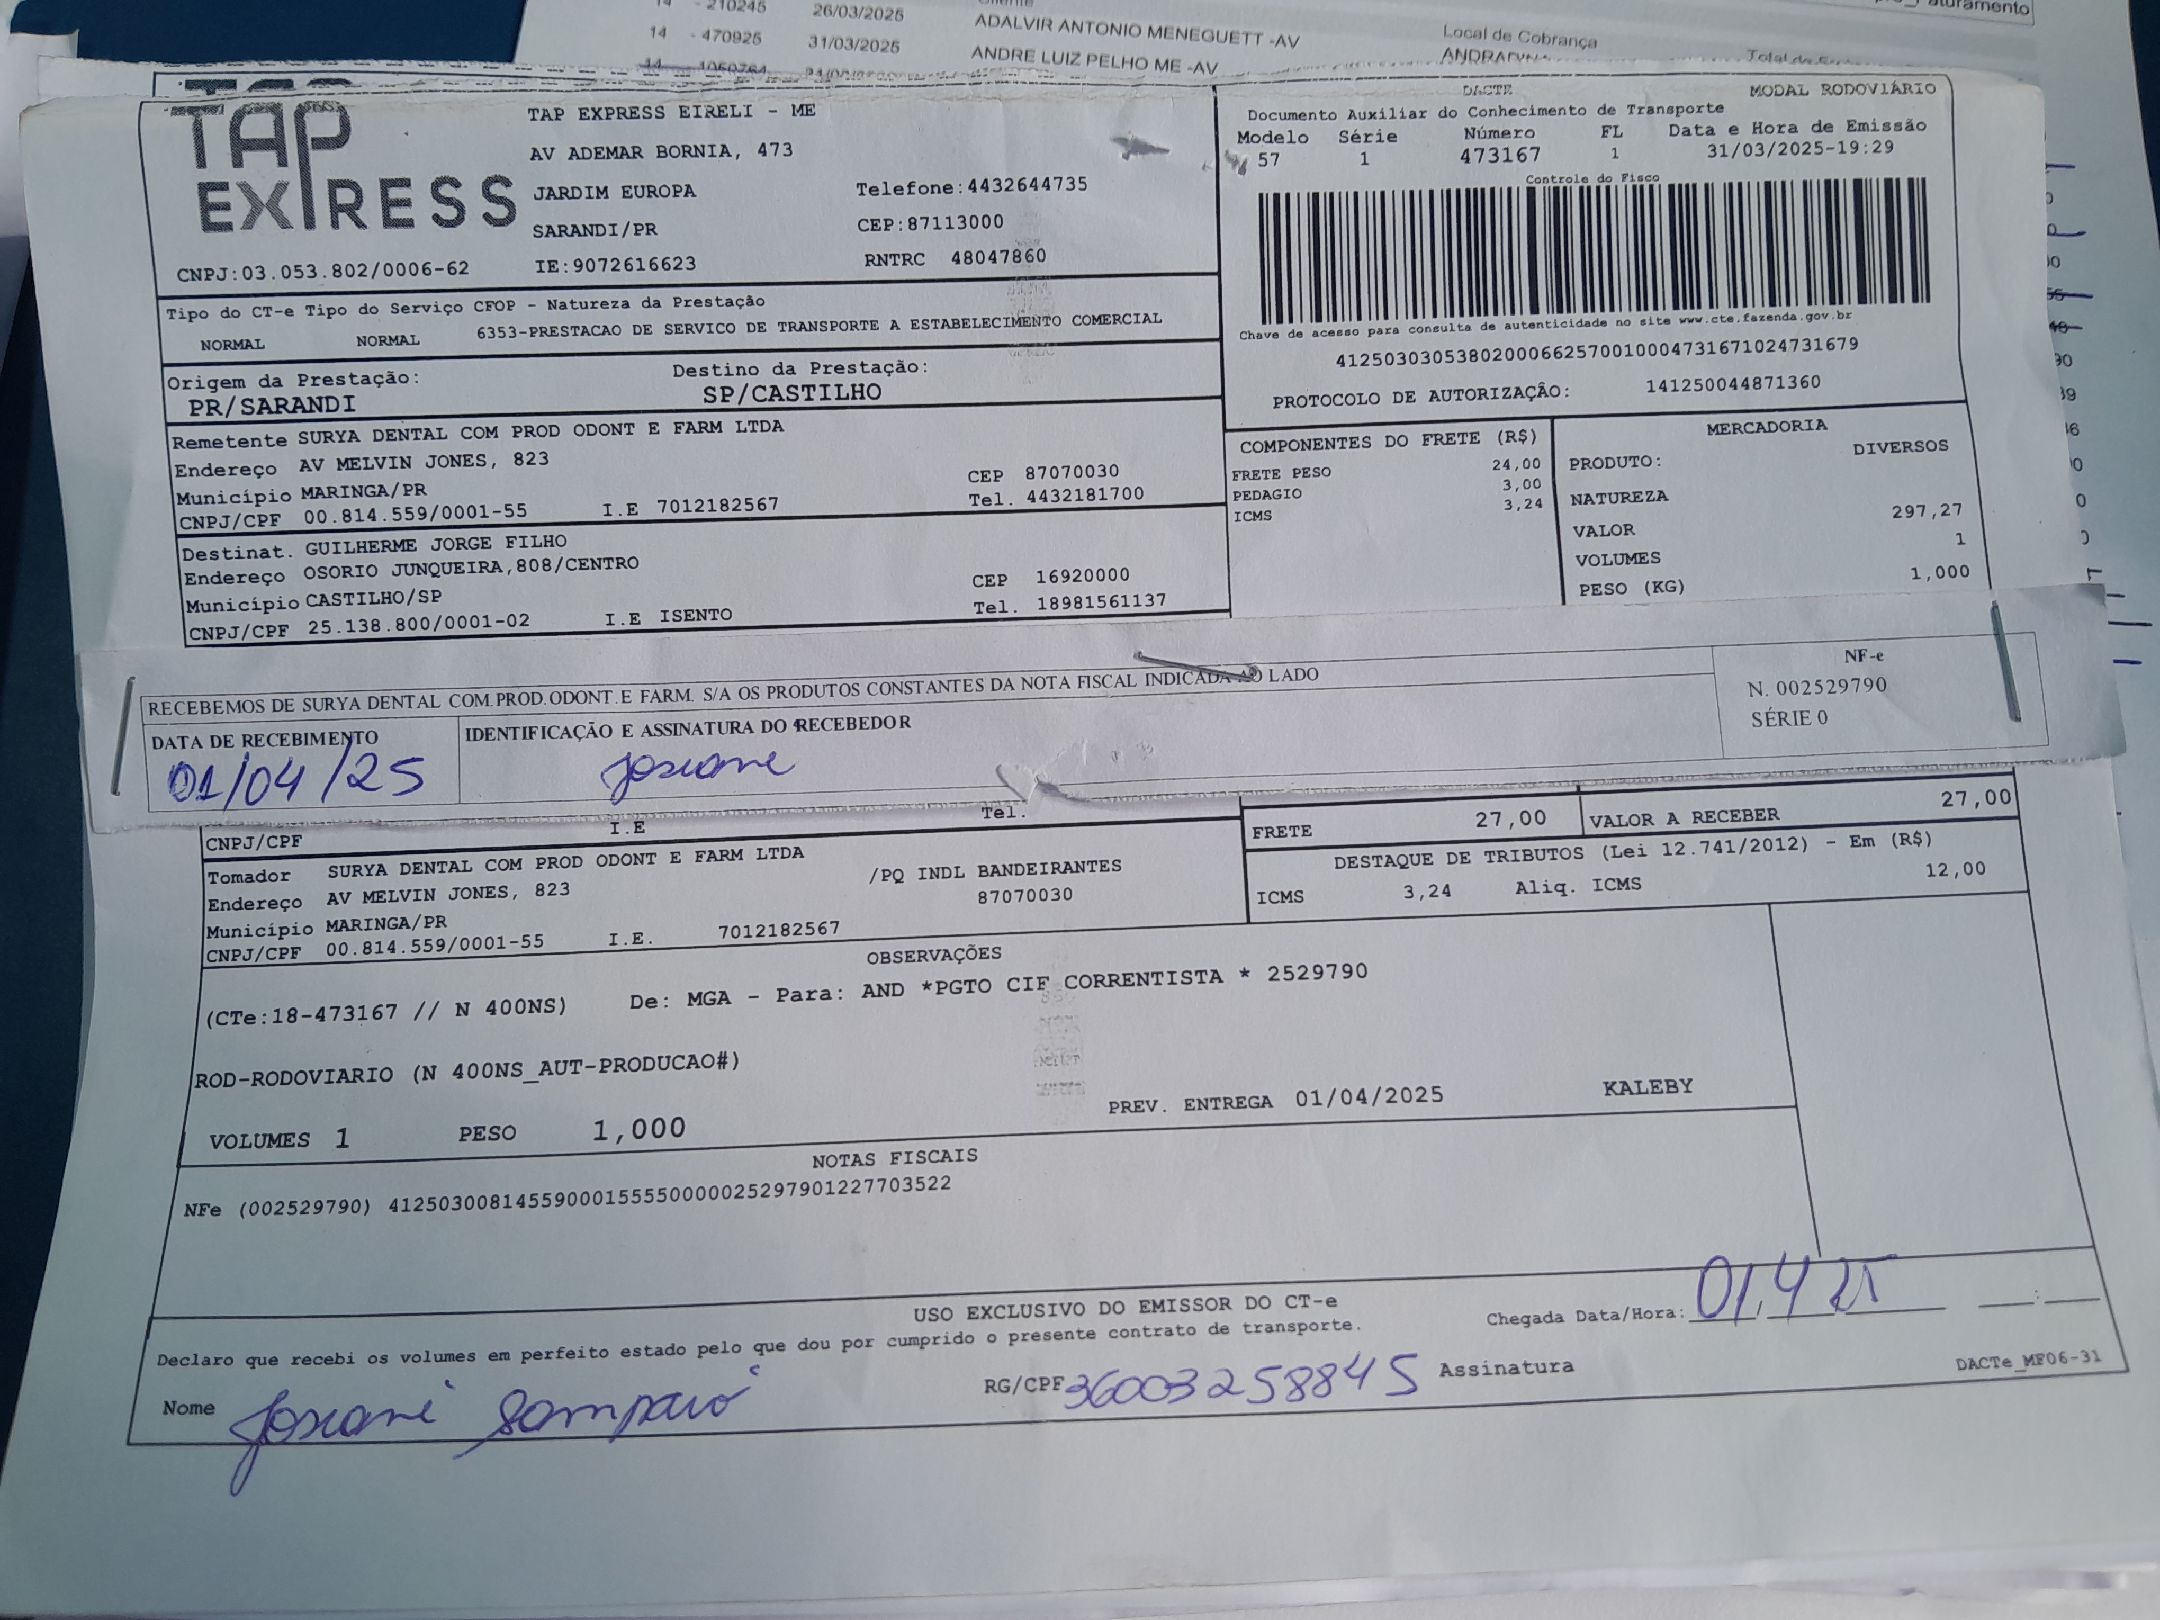 14 - 210245 26/03/2025 ADALVIR ANTONIO MENEGUETT -AV
14 - 470925 31/03/2025 ANDRE LUIZ PELHO ME -AV
Local de Cobrança
TAP EXPRESS
TAP EXPRESS EIRELI - ME
AV ADEMAR BORNIA, 473
JARDIM EUROPA Telefone:4432644735
SARANDI/PR CEP:87113000
CNPJ:03.053.802/0006-62 IE:9072616623 RNTRC 48047860
DACTE MODAL RODOVIÁRIO
Documento Auxiliar do Conhecimento de Transporte
Modelo Série Número FL Data e Hora de Emissão
57 1 473167 1 31/03/2025-19:29
Controle do Fisco
Chave de acesso para consulta de autenticidade no site www.cte.fazenda.gov.br
41250303053802000662570010004731671024731679
PROTOCOLO DE AUTORIZAÇÂO: 141250044871360
Tipo do CT-e Tipo do Serviço CFOP - Natureza da Prestação
NORMAL NORMAL 6353-PRESTACAO DE SERVICO DE TRANSPORTE A ESTABELECIMENTO COMERCIAL
Origem da Prestação: Destino da Prestação:
PR/SARANDI SP/CASTILHO
Remetente SURYA DENTAL COM PROD ODONT E FARM LTDA
Endereço AV MELVIN JONES, 823 CEP 87070030
Município MARINGA/PR Tel. 4432181700
CNPJ/CPF 00.814.559/0001-55 I.E 7012182567
Destinat. GUILHERME JORGE FILHO
Endereço OSORIO JUNQUEIRA,808/CENTRO CEP 16920000
Município CASTILHO/SP Tel. 18981561137
CNPJ/CPF 25.138.800/0001-02 I.E ISENTO
COMPONENTES DO FRETE (R$)
FRETE PESO 24,00
PEDAGIO 3,00
ICMS 3,24
MERCADORIA
PRODUTO: DIVERSOS
NATUREZA
VALOR 297,27
VOLUMES 1
PESO (KG) 1,000
RECEBEMOS DE SURYA DENTAL COM.PROD.ODONT.E FARM. S/A OS PRODUTOS CONSTANTES DA NOTA FISCAL INDICADA AO LADO
DATA DE RECEBIMENTO IDENTIFICAÇÃO E ASSINATURA DO RECEBEDOR
01/04/25 Josiane
NF-e
N. 002529790
SÉRIE 0
CNPJ/CPF I.E Tel.
Tomador SURYA DENTAL COM PROD ODONT E FARM LTDA
Endereço AV MELVIN JONES, 823 /PQ INDL BANDEIRANTES
Município MARINGA/PR 87070030
CNPJ/CPF 00.814.559/0001-55 I.E. 7012182567
FRETE 27,00 VALOR A RECEBER 27,00
DESTAQUE DE TRIBUTOS (Lei 12.741/2012) - Em (R$)
ICMS 3,24 Aliq. ICMS 12,00
OBSERVAÇÕES
(CTe:18-473167 // N 400NS) De: MGA - Para: AND *PGTO CIF CORRENTISTA * 2529790
ROD-RODOVIARIO (N 400NS_AUT-PRODUCAO#)
PREV. ENTREGA 01/04/2025 KALEBY
VOLUMES 1 PESO 1,000
NOTAS FISCAIS
NFe (002529790) 41250300814559000155550000025297901227703522
USO EXCLUSIVO DO EMISSOR DO CT-e
Declaro que recebi os volumes em perfeito estado pelo que dou por cumprido o presente contrato de transporte.
Chegada Data/Hora: 01/4 25
Nome Josiane Sampaio RG/CPF 36003258845 Assinatura
DACTe_MF06-31